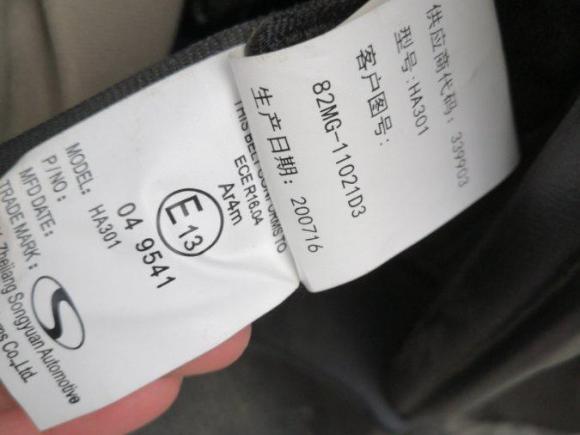 供应商代码: 339903
型号:HA301
客户图号:
82MG-11021D3
生产日期: 200716
THIS BELT CONFORMS TO
ECE R16.04
Ar4m
E 13
04 9541
MODEL: HA301
P/NO:
MFD DATE:
TRADE MARK:
Zhejiang Songyuan Automotive
Co.,Ltd.